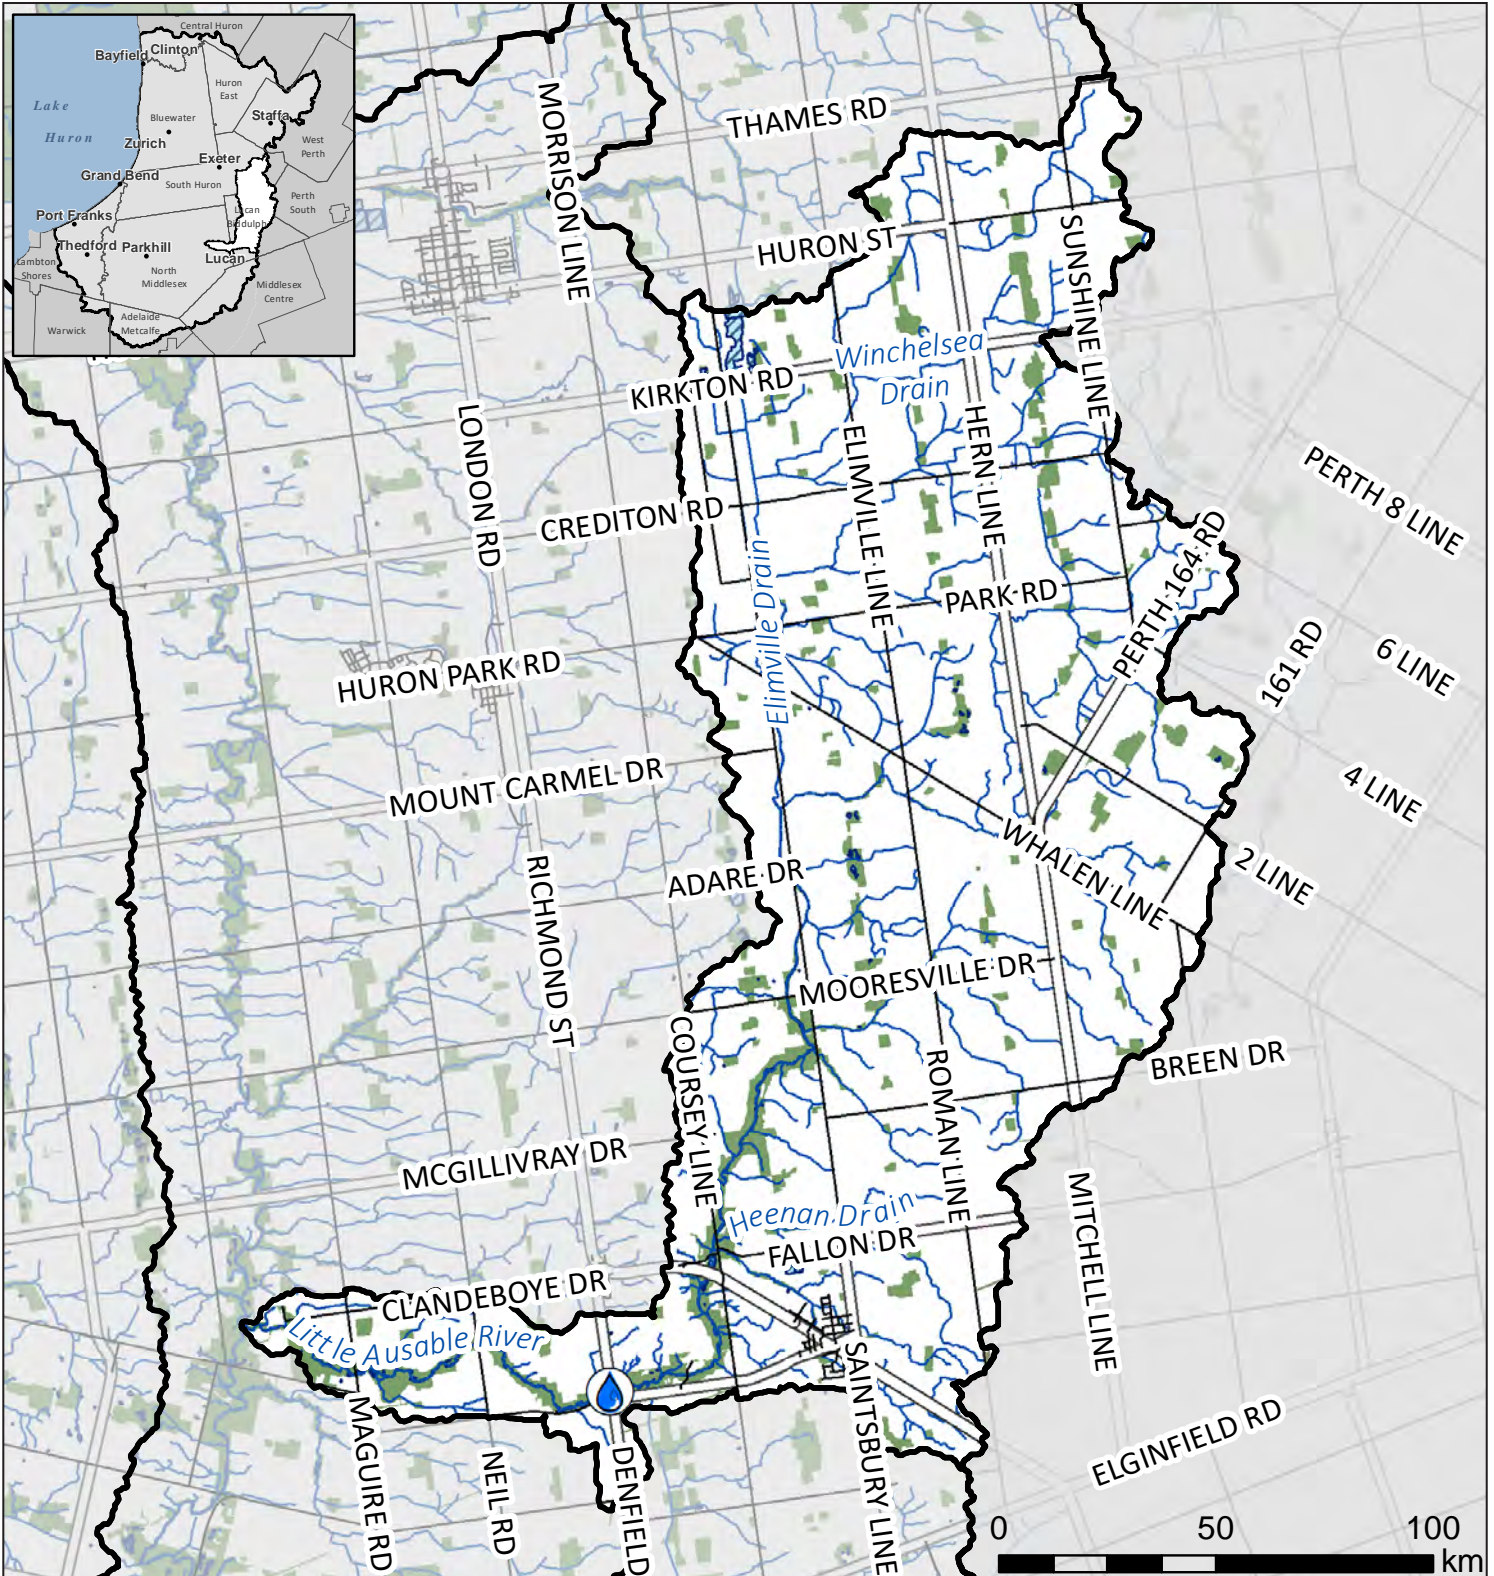 Central Huron
Bayfield
Clinton
Huron
East
Lake
Huron
Bluewater
Staffa
West
Perth
Zurich
Exeter
Grand Bend
South Huron
Perth
South
Port Franks
Lucan
Biddulph
Thedford
Parkhill
Lucan
Lambton
Shores
North
Middlesex
Middlesex
Centre
Adelaide
Metcalfe
Warwick
MORRISON LINE
THAMES RD
HURON ST
SUNSHINE LINE
Winchelsea
Drain
KIRKTON RD
LONDON RD
ELIMVILLE LINE
HERN LINE
PERTH 8 LINE
CREDITON RD
PERTH 164 RD
Elimville Drain
PARK RD
161 RD
6 LINE
HURON PARK RD
MOUNT CARMEL DR
4 LINE
WHALEN LINE
2 LINE
ADARE DR
RICHMOND ST
MOORESVILLE DR
COURSEY LINE
ROMAN LINE
BREEN DR
MCGILLIVRAY DR
MITCHELL LINE
Heenan Drain
FALLON DR
CLANDEBOYE DR
Little Ausable River
SAINTSBURY LINE
MAGUIRE RD
NEIL RD
DENFIELD
ELGINFIELD RD
0 50 100
km